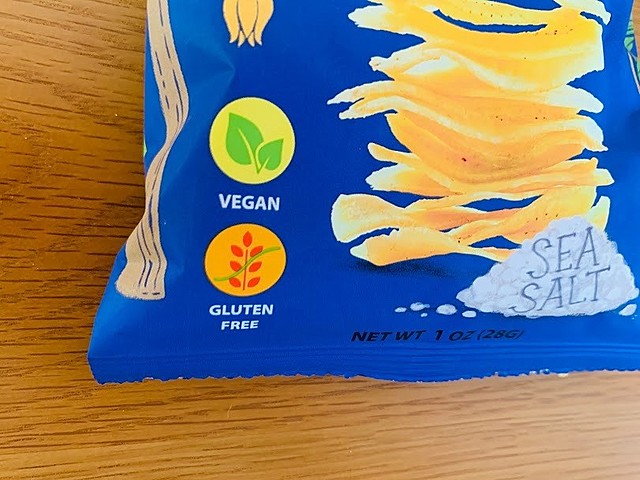 VEGAN
GLUTEN
FREE
SEA
SALT
NET WT 1 OZ (28G)